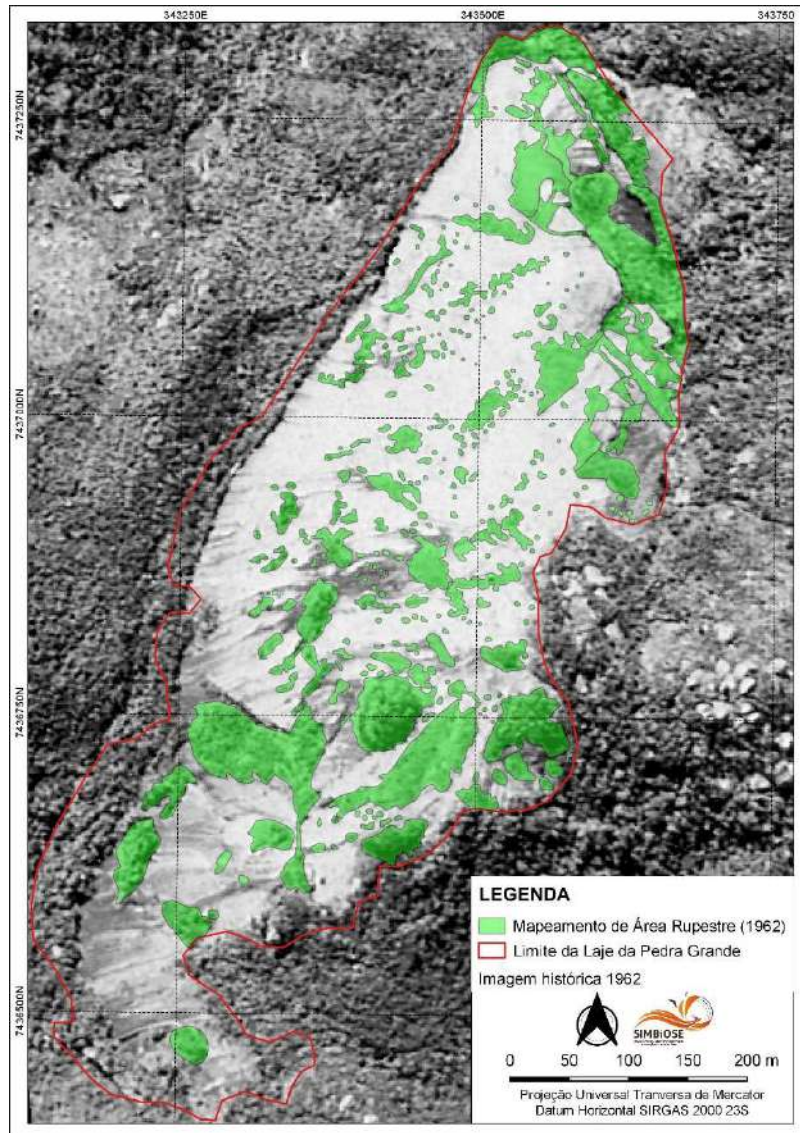 343250E 343500E 343750
7437250N
7437000N
7436750N
7436500N
LEGENDA
Mapeamento de Área Rupestre (1962)
Limite da Laje da Pedra Grande
Imagem histórica 1962
SIMBiOSE
0 50 100 150 200 m
Projeção Universal Tranversa de Mercator
Datum Horizontal SIRGAS 2000 23S